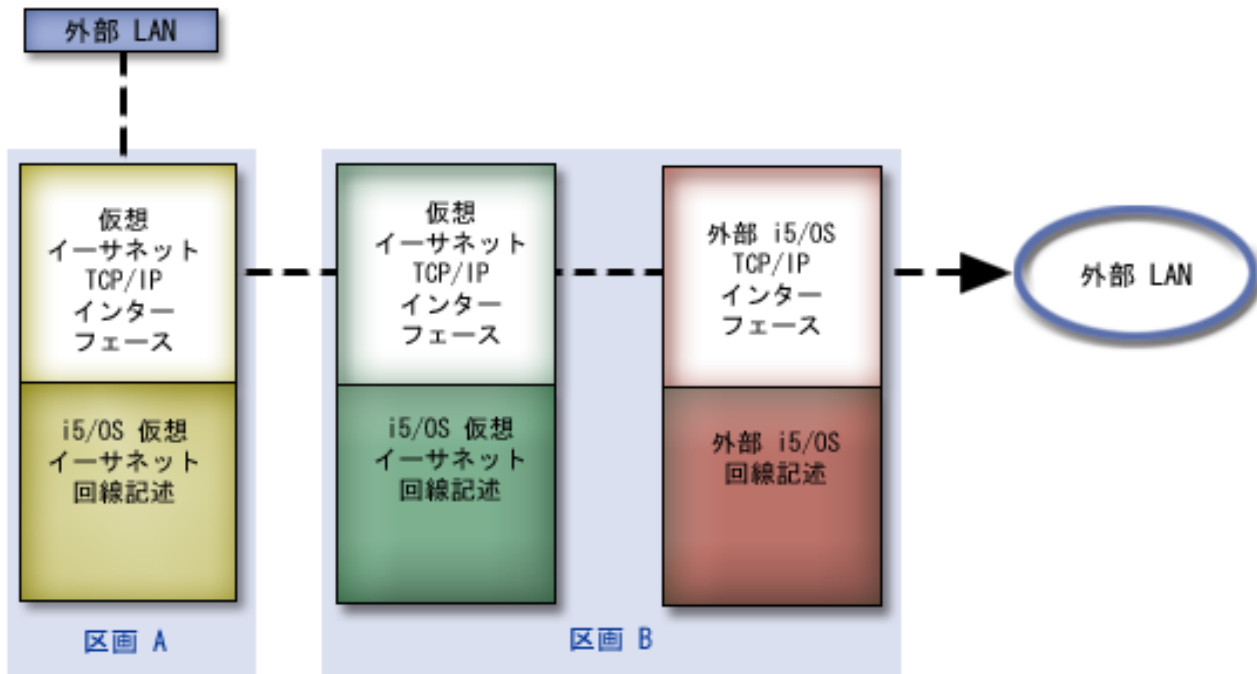 外部 LAN
仮想
イーサネット
TCP/IP
インター
フェース
i5/OS 仮想
イーサネット
回線記述
区画 A
仮想
イーサネット
TCP/IP
インター
フェース
i5/OS 仮想
イーサネット
回線記述
外部 i5/OS
TCP/IP
インター
フェース
外部 i5/OS
回線記述
区画 B
外部 LAN